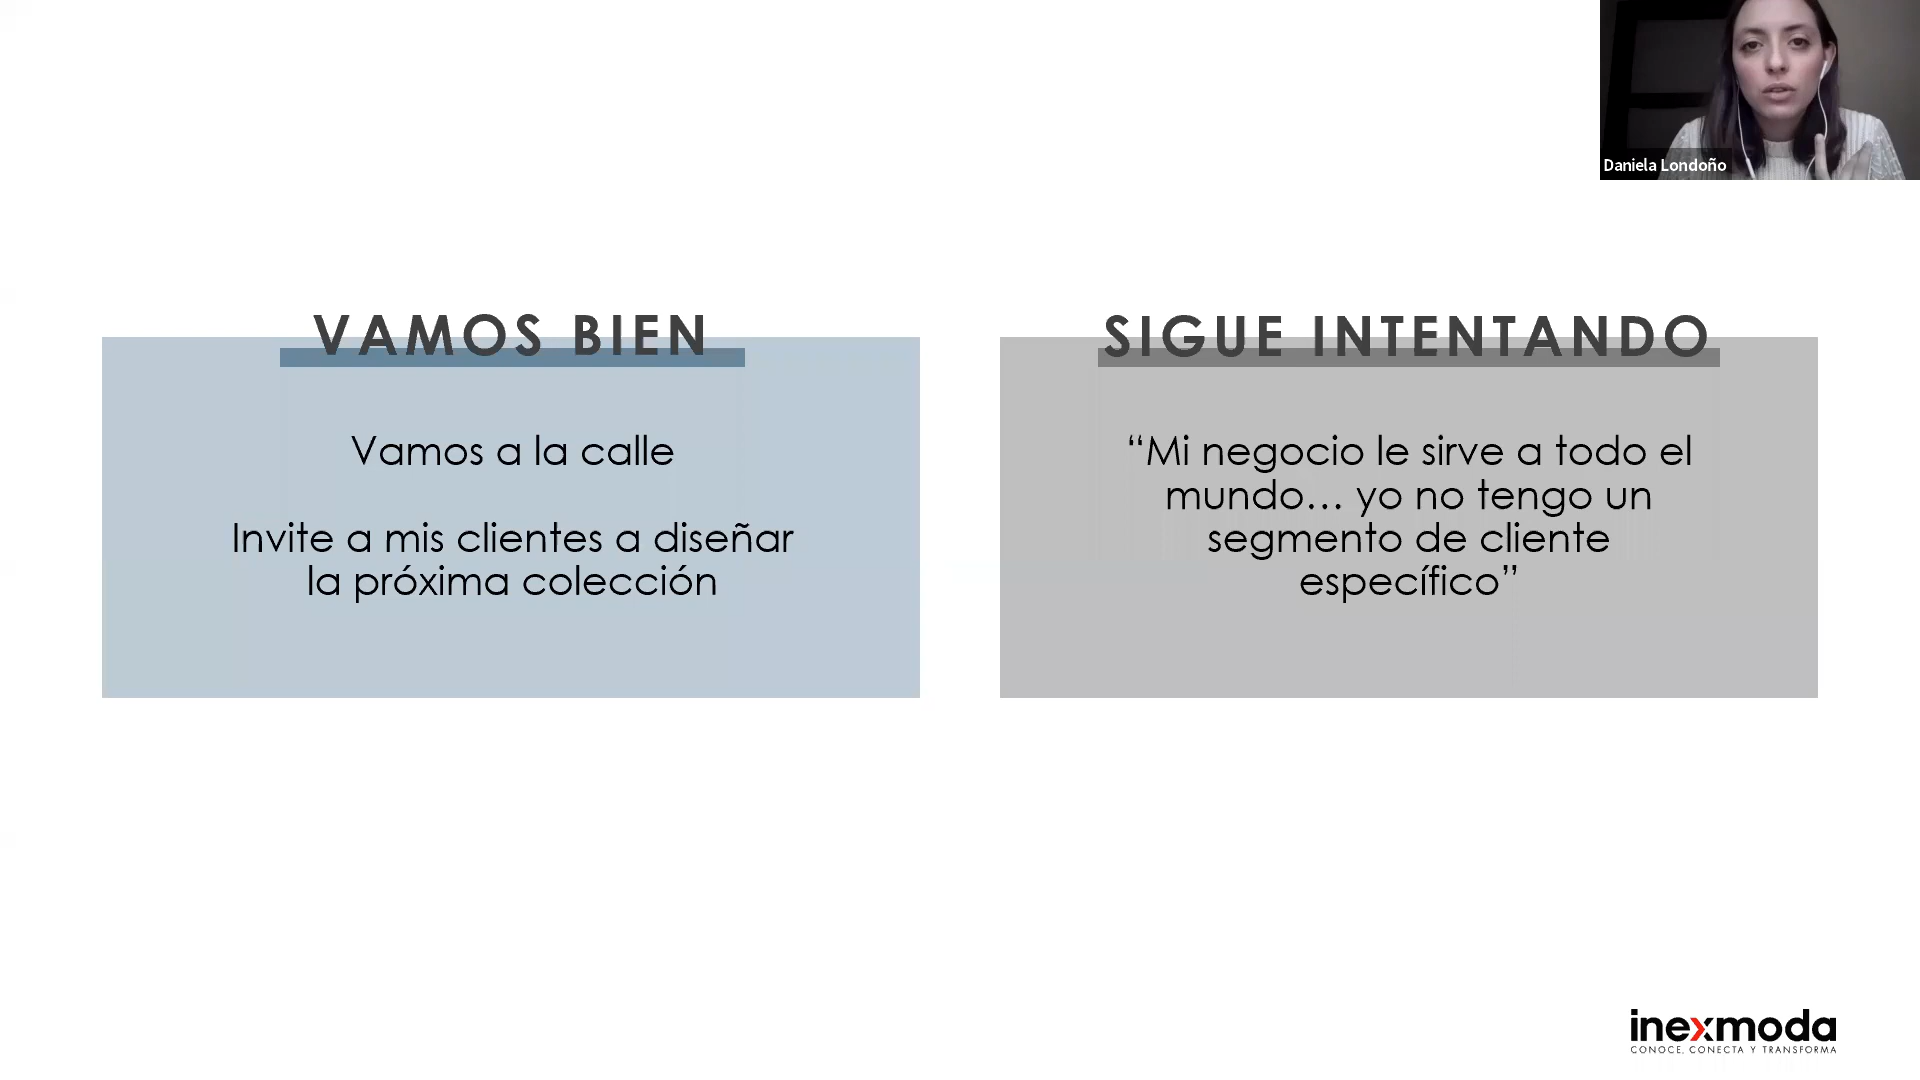 Daniela Londoño
VAMOS BIEN
Vamos a la calle
Invite a mis clientes a diseñar
la próxima colección
SIGUE INTENTANDO
“Mi negocio le sirve a todo el
mundo… yo no tengo un
segmento de cliente
específico”
inexmoda
CONOCE, CONECTA Y TRANSFORMA